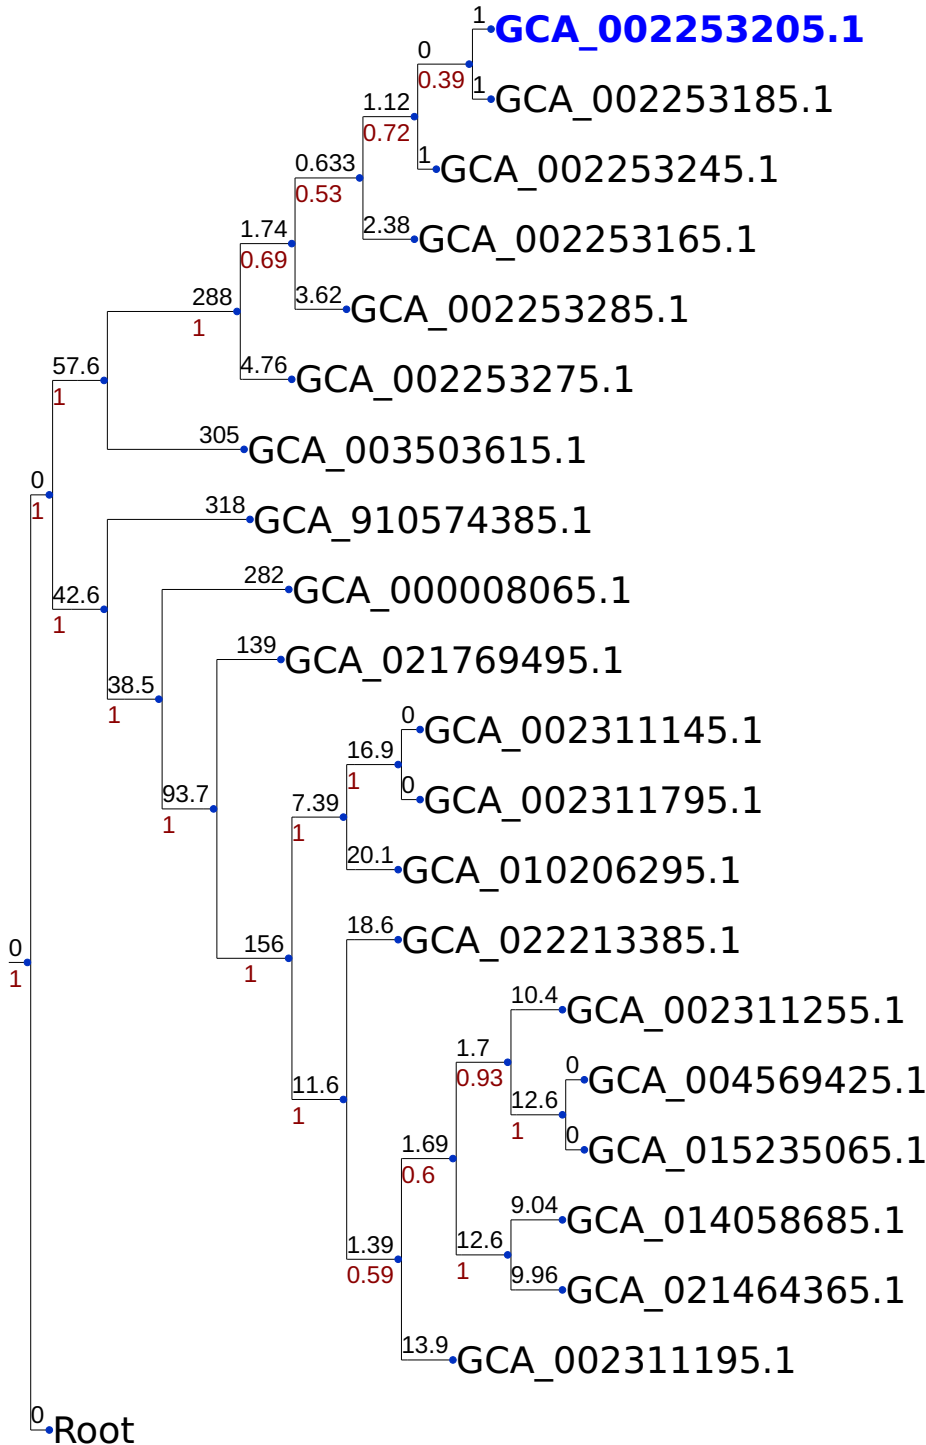 1
GCA_002253205.1
0
0.39
1
GCA_002253185.1
1.12
0.72
1
GCA_002253245.1
0.633
0.53
2.38
GCA_002253165.1
1.74
0.69
3.62
GCA_002253285.1
288
1
4.76
GCA_002253275.1
57.6
1
305
GCA_003503615.1
0
1
318
GCA_910574385.1
42.6
1
282
GCA_000008065.1
139
GCA_021769495.1
38.5
1
0
GCA_002311145.1
16.9
1
0
GCA_002311795.1
93.7
1
7.39
1
20.1
GCA_010206295.1
18.6
GCA_022213385.1
156
1
0
1
10.4
GCA_002311255.1
1.7
0.93
0
GCA_004569425.1
12.6
1
11.6
1
0
GCA_015235065.1
1.69
0.6
9.04
GCA_014058685.1
12.6
1
1.39
0.59
9.96
GCA_021464365.1
13.9
GCA_002311195.1
0
Root